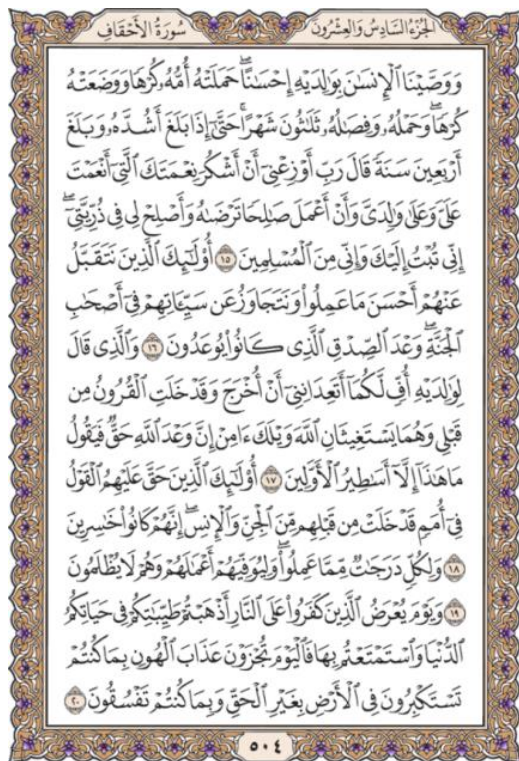 الجُزْءُ السَّادِسُ وَالعِشْرُونَ سُورَةُ الأَحْقَافِ
وَوَصَّيْنَا ٱلْإِنسَٰنَ بِوَٰلِدَيْهِ إِحْسَٰنًا ۖ حَمَلَتْهُ أُمُّهُۥ كُرْهًا وَوَضَعَتْهُ
كُرْهًا ۖ وَحَمْلُهُۥ وَفِصَٰلُهُۥ ثَلَٰثُونَ شَهْرًا ۚ حَتَّىٰٓ إِذَا بَلَغَ أَشُدَّهُۥ وَبَلَغَ
أَرْبَعِينَ سَنَةً قَالَ رَبِّ أَوْزِعْنِىٓ أَنْ أَشْكُرَ نِعْمَتَكَ ٱلَّتِىٓ أَنْعَمْتَ
عَلَىَّ وَعَلَىٰ وَٰلِدَىَّ وَأَنْ أَعْمَلَ صَٰلِحًا تَرْضَىٰهُ وَأَصْلِحْ لِى فِى ذُرِّيَّتِىٓ ۖ
إِنِّى تُبْتُ إِلَيْكَ وَإِنِّى مِنَ ٱلْمُسْلِمِينَ ١٥ أُو۟لَٰٓئِكَ ٱلَّذِينَ نَتَقَبَّلُ
عَنْهُمْ أَحْسَنَ مَا عَمِلُوا۟ وَنَتَجَاوَزُ عَن سَيِّـَٔاتِهِمْ فِىٓ أَصْحَٰبِ
ٱلْجَنَّةِ ۖ وَعْدَ ٱلصِّدْقِ ٱلَّذِى كَانُوا۟ يُوعَدُونَ ١٦ وَٱلَّذِى قَالَ
لِوَٰلِدَيْهِ أُفٍّ لَّكُمَآ أَتَعِدَانِنِىٓ أَنْ أُخْرَجَ وَقَدْ خَلَتِ ٱلْقُرُونُ مِن
قَبْلِى وَهُمَا يَسْتَغِيثَانِ ٱللَّهَ وَيْلَكَ ءَامِنْ إِنَّ وَعْدَ ٱللَّهِ حَقٌّ فَيَقُولُ
مَا هَٰذَآ إِلَّآ أَسَٰطِيرُ ٱلْأَوَّلِينَ ١٧ أُو۟لَٰٓئِكَ ٱلَّذِينَ حَقَّ عَلَيْهِمُ ٱلْقَوْلُ
فِىٓ أُمَمٍ قَدْ خَلَتْ مِن قَبْلِهِم مِّنَ ٱلْجِنِّ وَٱلْإِنسِ ۖ إِنَّهُمْ كَانُوا۟ خَٰسِرِينَ
١٨ وَلِكُلٍّ دَرَجَٰتٌ مِّمَّا عَمِلُوا۟ ۖ وَلِيُوَفِّيَهُمْ أَعْمَٰلَهُمْ وَهُمْ لَا يُظْلَمُونَ
١٩ وَيَوْمَ يُعْرَضُ ٱلَّذِينَ كَفَرُوا۟ عَلَى ٱلنَّارِ أَذْهَبْتُمْ طَيِّبَٰتِكُمْ فِى حَيَاتِكُمُ
ٱلدُّنْيَا وَٱسْتَمْتَعْتُم بِهَا فَٱلْيَوْمَ تُجْزَوْنَ عَذَابَ ٱلْهُونِ بِمَا كُنتُمْ
تَسْتَكْبِرُونَ فِى ٱلْأَرْضِ بِغَيْرِ ٱلْحَقِّ وَبِمَا كُنتُمْ تَفْسُقُونَ ٢٠
٥٠٤